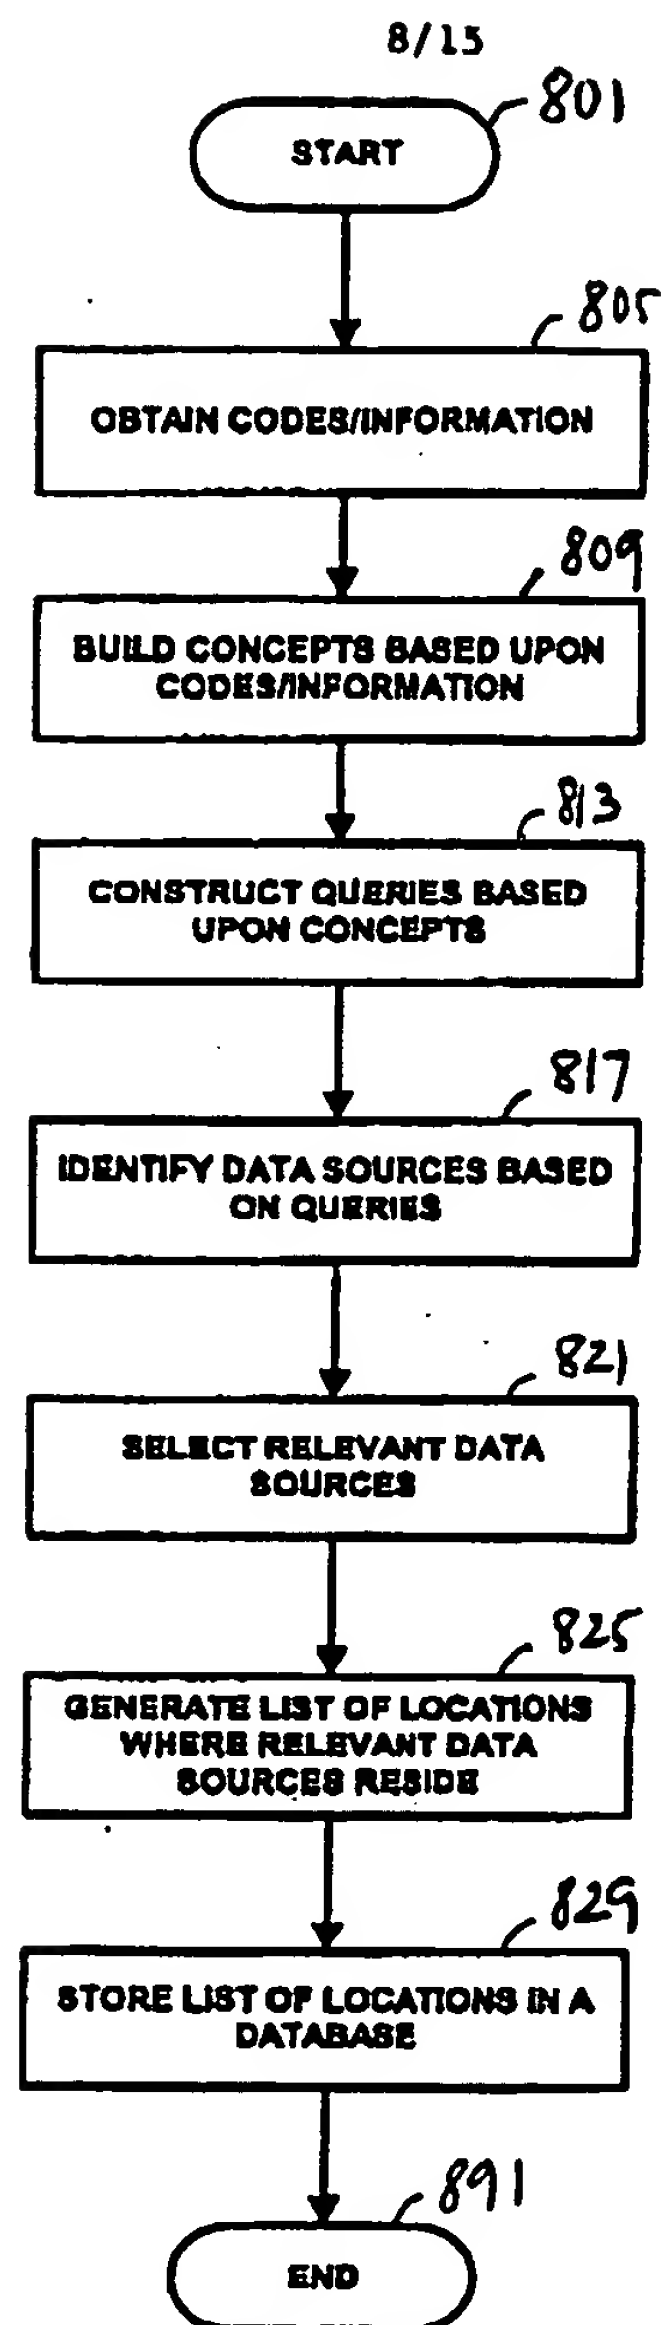 8/15
801
START
805
OBTAIN CODES/INFORMATION
809
BUILD CONCEPTS BASED UPON
CODES/INFORMATION
813
CONSTRUCT QUERIES BASED
UPON CONCEPTS
817
IDENTIFY DATA SOURCES BASED
ON QUERIES
821
SELECT RELEVANT DATA
SOURCES
825
GENERATE LIST OF LOCATIONS
WHERE RELEVANT DATA
SOURCES RESIDE
829
STORE LIST OF LOCATIONS IN A
DATABASE
891
END